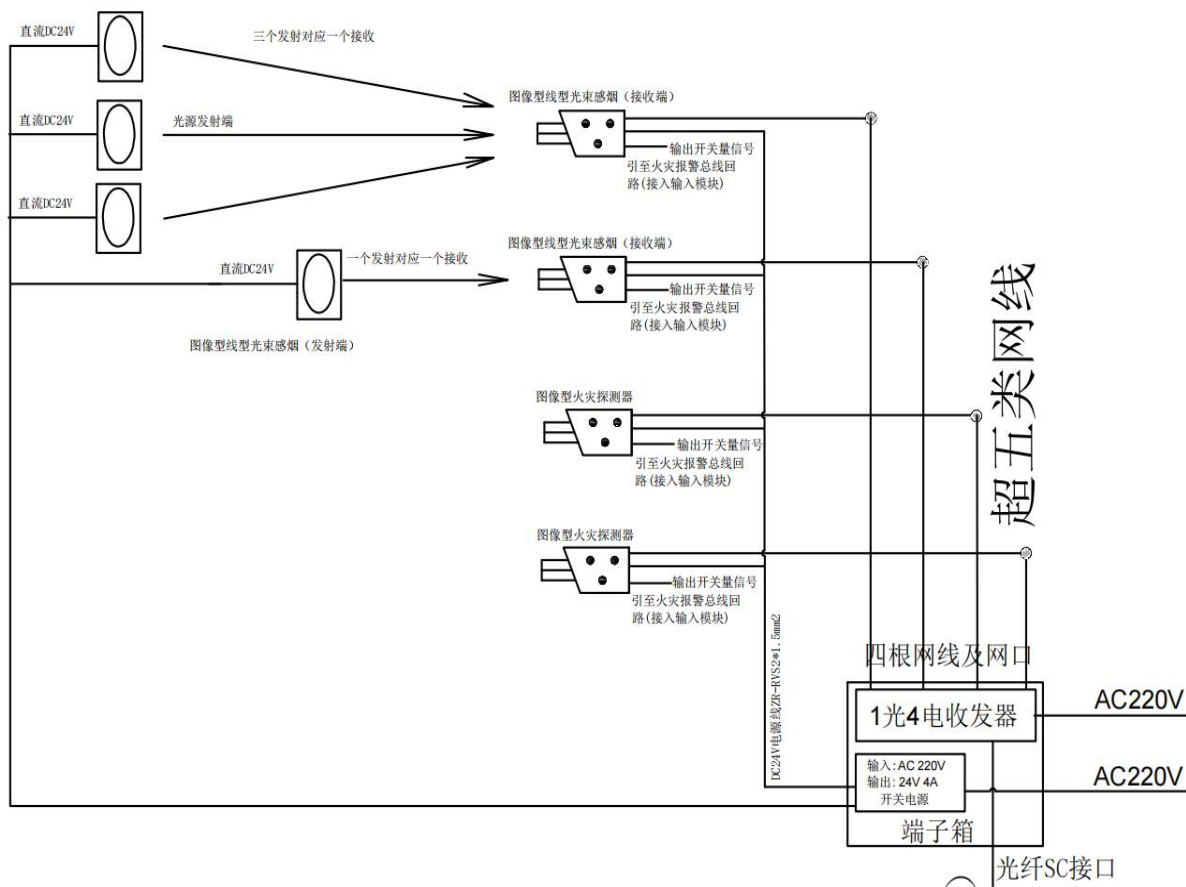 直流DC24V
三个发射对应一个接收
图像型线型光束感烟（接收端）
直流DC24V
光源发射端
输出开关量信号
引至火灾报警总线回
路(接入输入模块)
直流DC24V
图像型线型光束感烟（接收端）
直流DC24V
一个发射对应一个接收
输出开关量信号
引至火灾报警总线回
路(接入输入模块)
图像型线型光束感烟（发射端）
超五类网线
图像型火灾探测器
输出开关量信号
引至火灾报警总线回
路(接入输入模块)
图像型火灾探测器
输出开关量信号
引至火灾报警总线回
路(接入输入模块)
DC24V电源线ZR-RVS2*1.5mm2
四根网线及网口
1光4电收发器
AC220V
输入:AC 220V
输出:24V 4A
开关电源
AC220V
端子箱
光纤SC接口